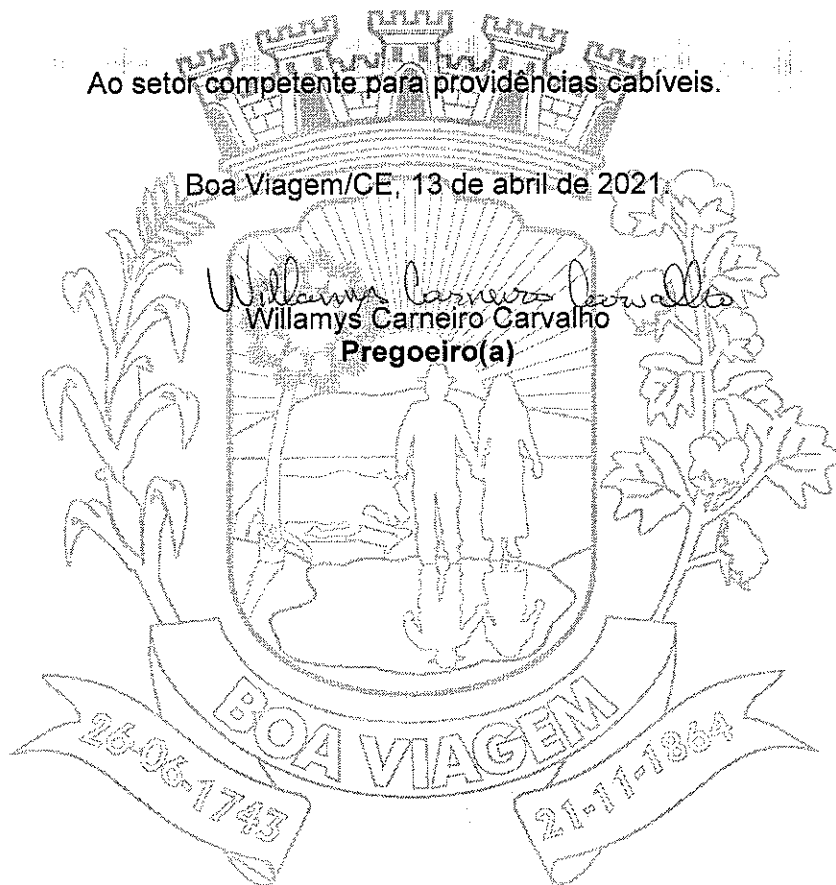 Ao setor competente para providências cabíveis.
Boa Viagem/CE, 13 de abril de 2021.
Willamys Carneiro Carvalho
Willamys Carneiro Carvalho
Pregoeiro(a)
BOA VIAGEM
26-06-1743
21-11-1864